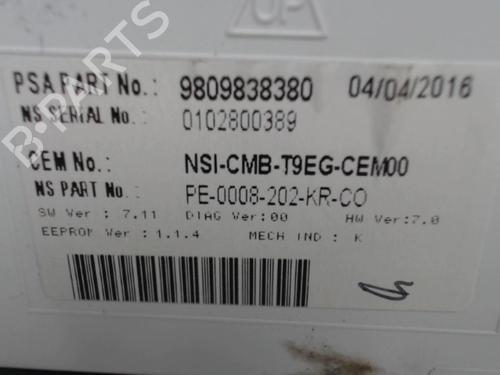 UP
PSA PART No.: 9809838380 04/04/2016
NS SERIAL No.: 0102800389
CEM No.: NSI-CMB-T9EG-CEM00
NS PART No.: PE-0008-202-KR-CO
SW Ver : 7.11 DIAG Ver:00 HW Ver:7.0
EEPROM Ver : 1.1.4 MECH IND : K
B-PARTS